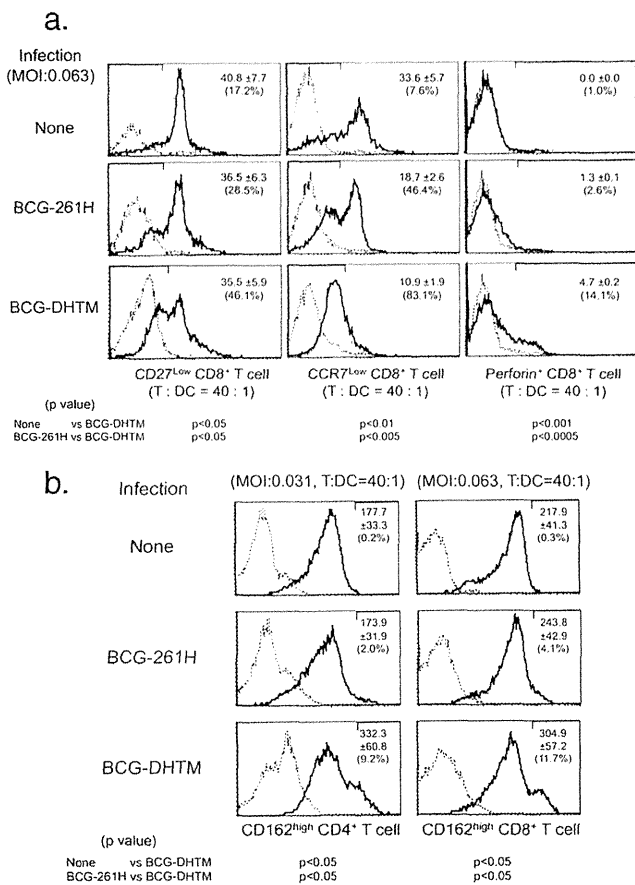 a.
Infection
(MOI:0.063)
None
40.8 ±7.7
(17.2%)
33.6 ±5.7
(7.6%)
0.0 ±0.0
(1.0%)
BCG-261H
36.5 ±6.3
(28.5%)
18.7 ±2.6
(46.4%)
1.3 ±0.1
(2.6%)
BCG-DHTM
35.5 ±5.9
(46.1%)
10.9 ±1.9
(83.1%)
4.7 ±0.2
(14.1%)
CD27Low CD8+ T cell
(T : DC = 40 : 1)
CCR7Low CD8+ T cell
(T : DC = 40 : 1)
Perforin+ CD8+ T cell
(T : DC = 40 : 1)
(p value)
None vs BCG-DHTM p<0.05 p<0.01 p<0.001
BCG-261H vs BCG-DHTM p<0.05 p<0.005 p<0.0005
b.
Infection
(MOI:0.031, T:DC=40:1) (MOI:0.063, T:DC=40:1)
None
177.7
±33.3
(0.2%)
217.9
±41.3
(0.3%)
BCG-261H
173.9
±31.9
(2.0%)
243.8
±42.9
(4.1%)
BCG-DHTM
332.3
±60.8
(9.2%)
304.9
±57.2
(11.7%)
CD162high CD4+ T cell
CD162high CD8+ T cell
(p value)
None vs BCG-DHTM p<0.05 p<0.05
BCG-261H vs BCG-DHTM p<0.05 p<0.05